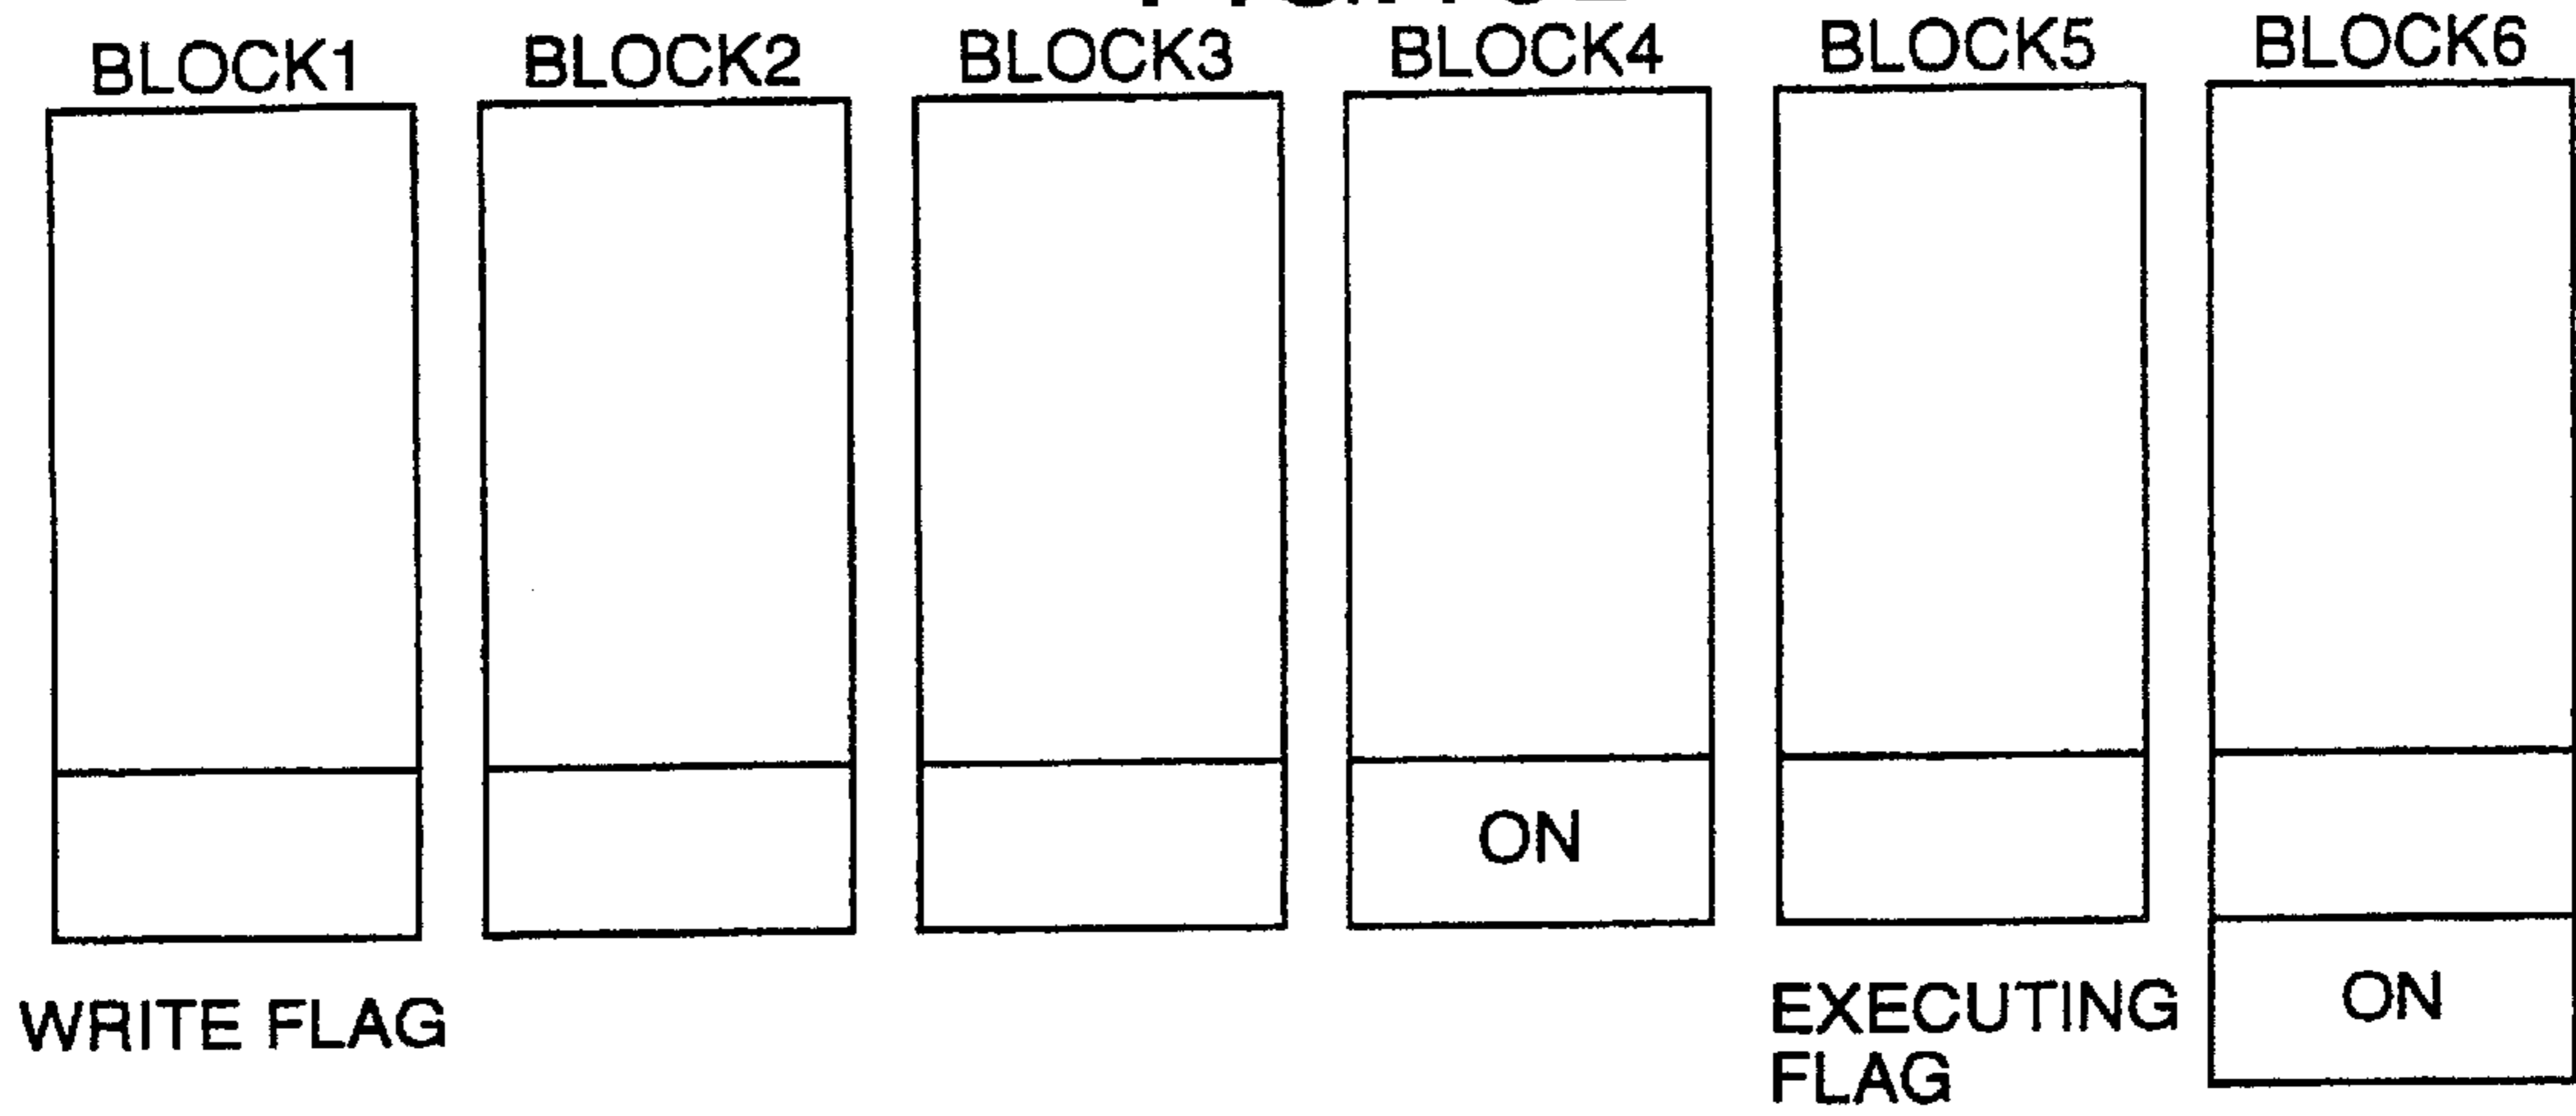 BLOCK1 BLOCK2 BLOCK3 BLOCK4 BLOCK5 BLOCK6
ON
ON
WRITE FLAG
EXECUTING
FLAG